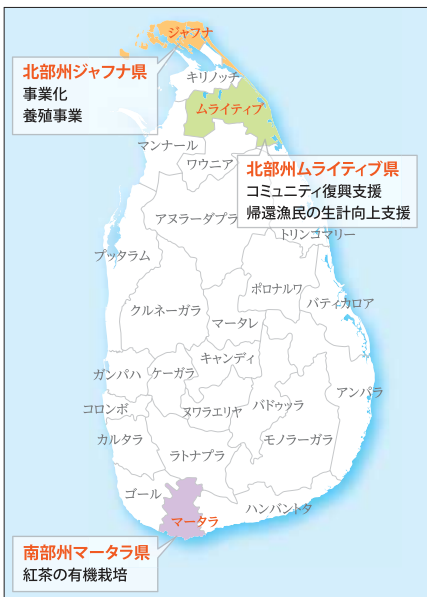 ジャフナ
北部州ジャフナ県
事業化
養殖事業
キリノッチ
ムライティブ
マンナール
ワウニア
北部州ムライティブ県
コミュニティ復興支援
帰還漁民の生計向上支援
アヌラーダプラ
トリンコマリー
プッタラム
ポロナルワ
バティカロア
クルネーガラ
マータレ
キャンディ
ガンパハ
ケーガラ
アンパラ
コロンボ
ヌワラエリヤ
バドゥッラ
カルタラ
モノラーガラ
ラトナプラ
ゴール
ハンバントタ
マータラ
南部州マータラ県
紅茶の有機栽培